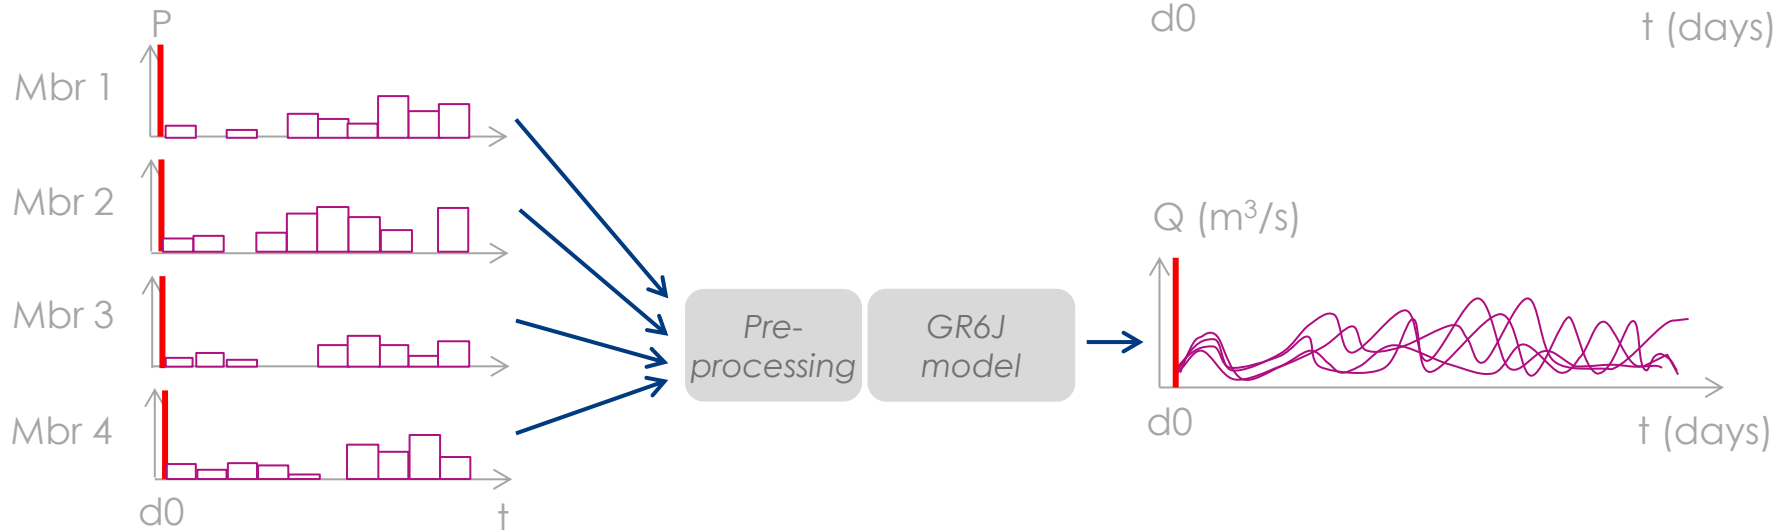 P
d0
t (days)
Mbr 1
Mbr 2
Q (m³/s)
Mbr 3
Pre-
processing
GR6J
model
Mbr 4
d0
t (days)
d0
t